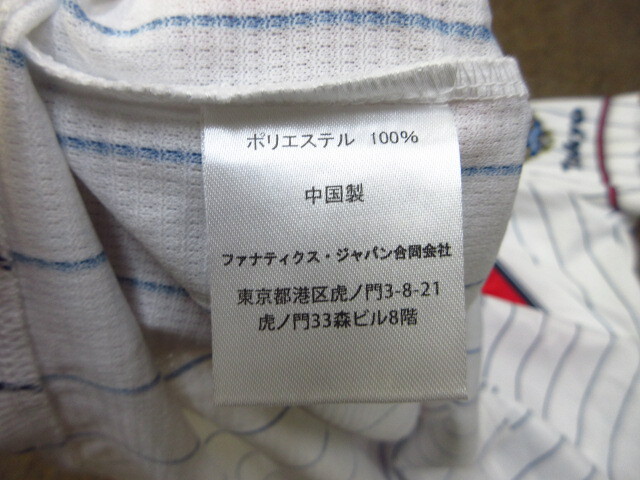 ポリエステル 100%
中国製
ファナティクス・ジャパン合同会社
東京都港区虎ノ門3-8-21
虎ノ門33森ビル8階